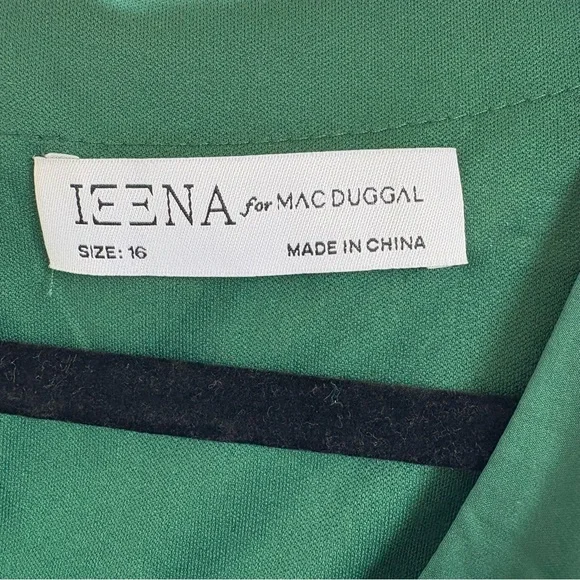 IEENA for MAC DUGGAL
SIZE: 16 MADE IN CHINA